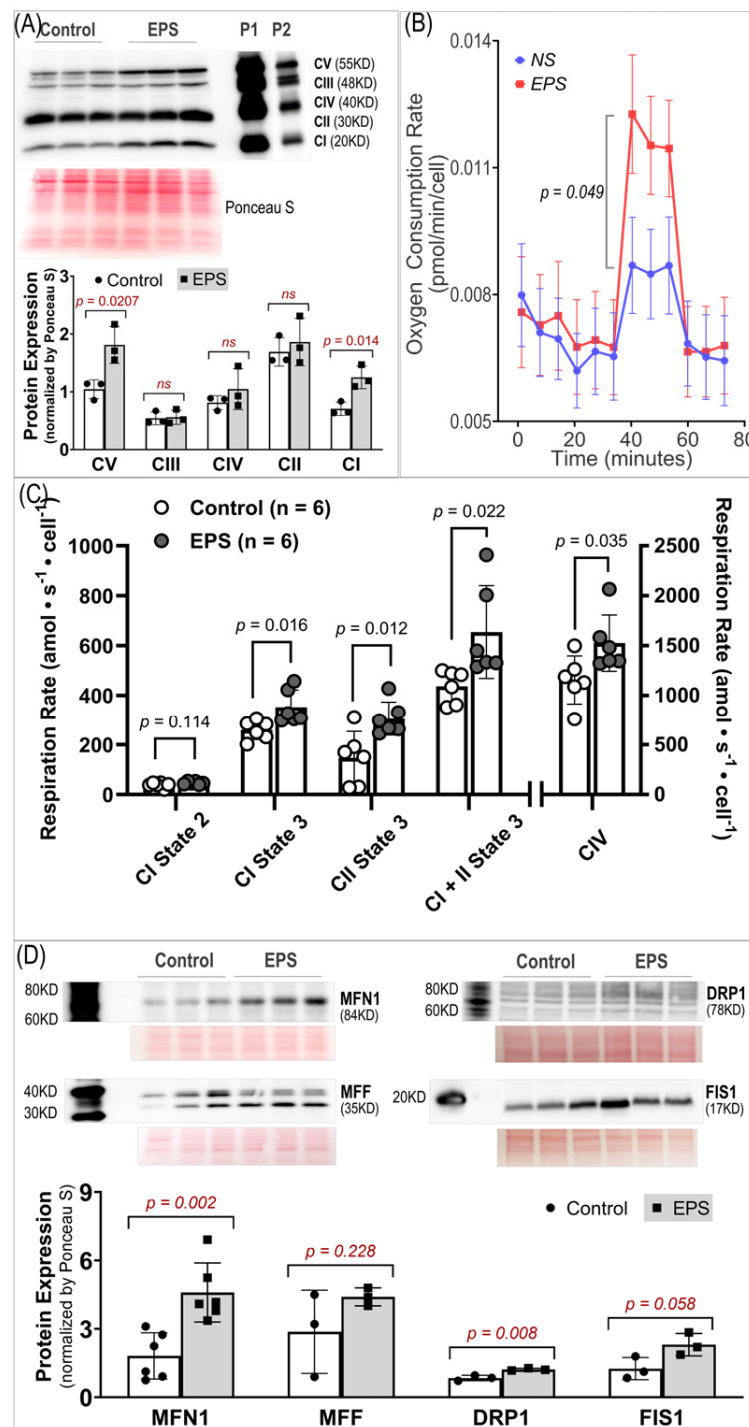 (A)
Control EPS P1 P2
CV (55KD)
CIII (48KD)
CIV (40KD)
CII (30KD)
CI (20KD)
Ponceau S
Control EPS
Protein Expression
(normalized by Ponceau S)
3
2
1
0
p = 0.0207
ns
ns
ns
p = 0.014
CV CIII CIV CII CI
(B)
NS
EPS
Oxygen Consumption Rate
(pmol/min/cell)
0.014
0.011
0.008
0.005
p = 0.049
0 20 40 60 80
Time (minutes)
(C)
Control (n = 6)
EPS (n = 6)
Respiration Rate (amol • s⁻¹ • cell⁻¹)
1000
800
600
400
200
0
p = 0.114
p = 0.016
p = 0.012
p = 0.022
p = 0.035
2500
2000
1500
1000
500
0
Respiration Rate (amol • s⁻¹ • cell⁻¹)
CI State 2
CI State 3
CII State 3
CI + II State 3
CIV
(D)
Control EPS
80KD
60KD
MFN1
(84KD)
40KD
30KD
MFF
(35KD)
Control EPS
80KD
60KD
DRP1
(78KD)
20KD
FIS1
(17KD)
Protein Expression
(normalized by Ponceau S)
9
6
3
0
Control EPS
p = 0.002
p = 0.228
p = 0.008
p = 0.058
MFN1 MFF DRP1 FIS1